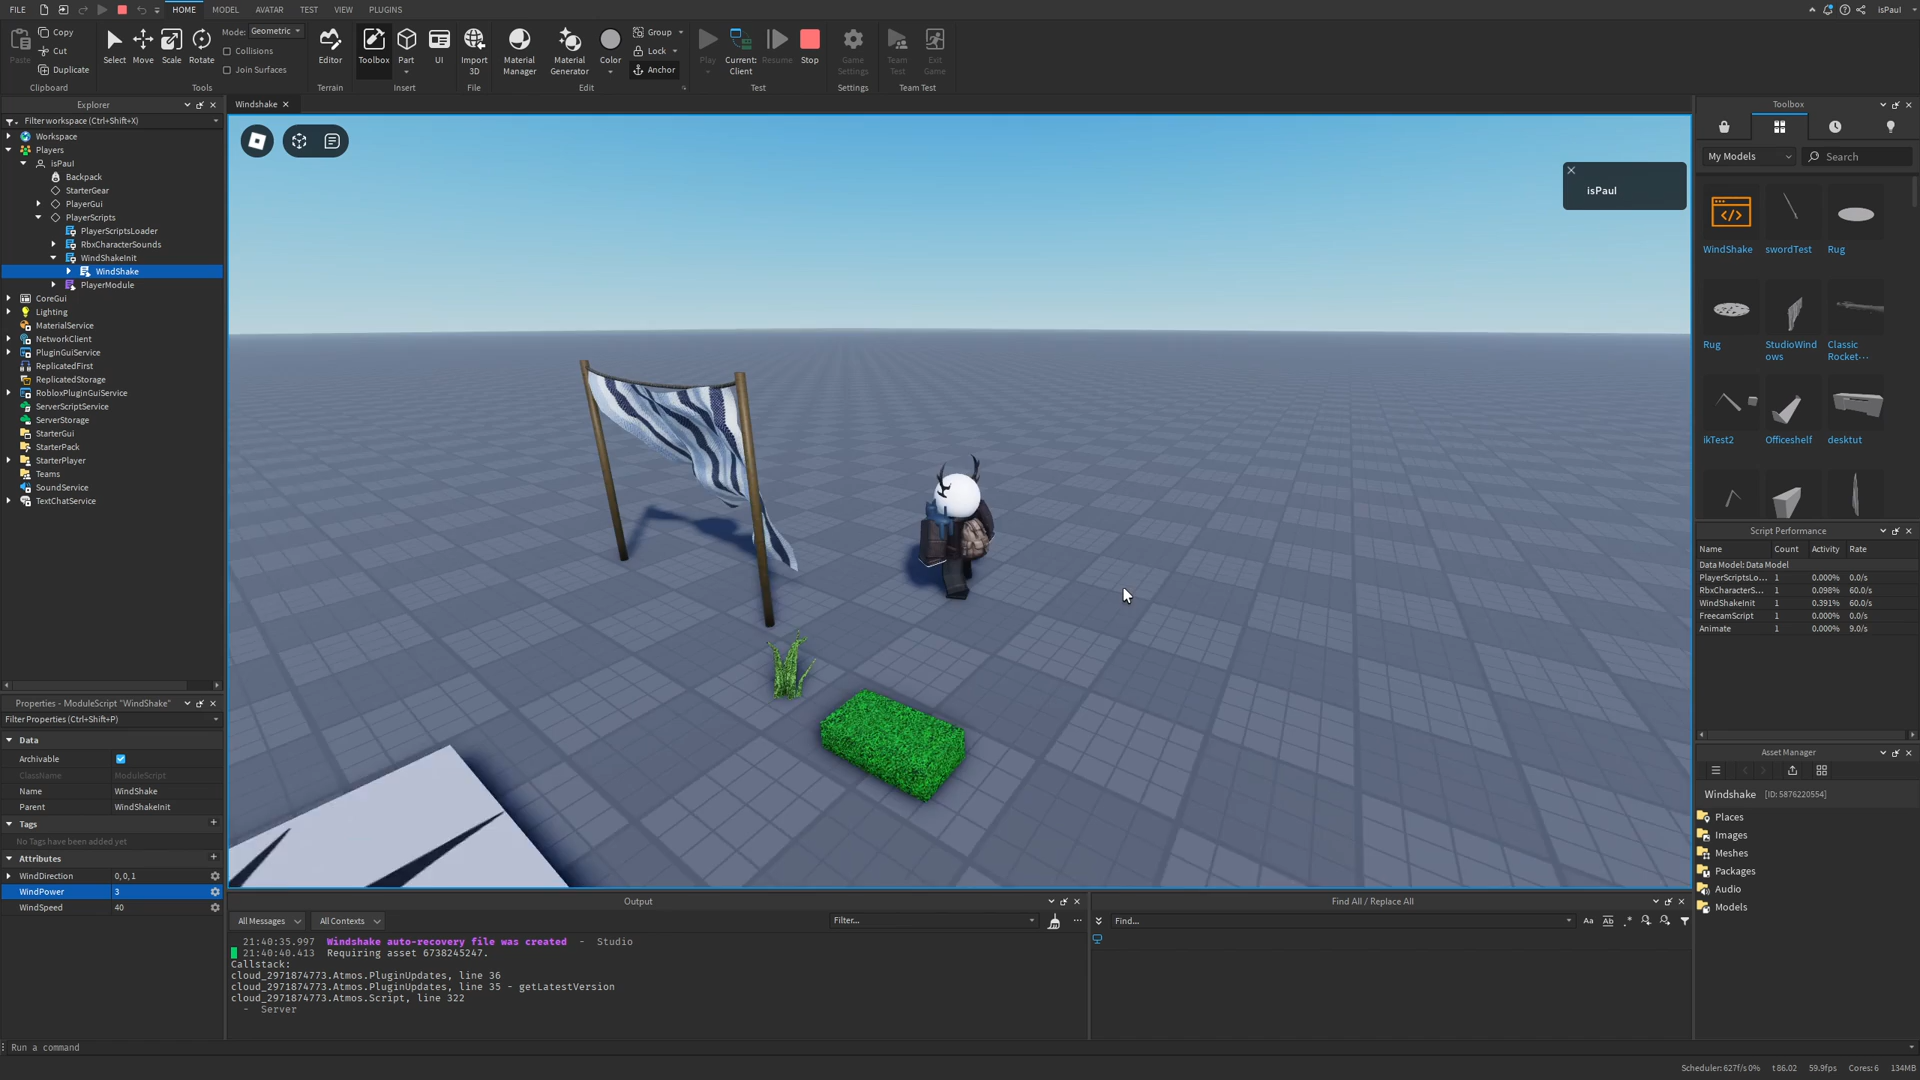 FILE
HOME
MODEL
AVATAR
TEST
VIEW
PLUGINS
isPaul
Paste
Copy
Cut
Duplicate
Clipboard
Select
Move
Scale
Rotate
Mode:
Geometric
Collisions
Join Surfaces
Tools
Editor
Terrain
Toolbox
Part
UI
Insert
Import
3D
File
Material
Manager
Material
Generator
Color
Group
Lock
Anchor
Edit
Play
Current:
Client
Resume
Stop
Test
Game
Settings
Settings
Team
Test
Exit
Game
Team Test
Explorer
Filter workspace (Ctrl+Shift+X)
Workspace
Players
isPaul
Backpack
StarterGear
PlayerGui
PlayerScripts
PlayerScriptsLoader
RbxCharacterSounds
WindShakeInit
WindShake
PlayerModule
CoreGui
Lighting
MaterialService
NetworkClient
PluginGuiService
ReplicatedFirst
ReplicatedStorage
RobloxPluginGuiService
ServerScriptService
ServerStorage
StarterGui
StarterPack
StarterPlayer
Teams
SoundService
TextChatService
Properties - ModuleScript "WindShake"
Filter Properties (Ctrl+Shift+P)
Data
Archivable
ClassName ModuleScript
Name WindShake
Parent WindShakeInit
Tags
No Tags have been added yet
Attributes
WindDirection 0, 0, 1
WindPower 3
WindSpeed 40
Windshake
isPaul
Output
All Messages
All Contexts
Filter...
21:40:35.997 Windshake auto-recovery file was created - Studio
21:40:40.413 Requiring asset 6738245247.
Callstack:
cloud_2971874773.Atmos.PluginUpdates, line 36
cloud_2971874773.Atmos.PluginUpdates, line 35 - getLatestVersion
cloud_2971874773.Atmos.Script, line 322
- Server
Find All / Replace All
Find...
Aa
Ab
Toolbox
My Models
Search
WindShake
swordTest
Rug
Rug
StudioWind
ows
Classic
Rocket...
ikTest2
Officeshelf
desktut
Script Performance
Name Count Activity Rate
Data Model: Data Model
PlayerScriptsLo... 1 0.000% 0.0/s
RbxCharacterS... 1 0.098% 60.0/s
WindShakeInit 1 0.391% 60.0/s
FreecamScript 1 0.000% 0.0/s
Animate 1 0.000% 9.0/s
Asset Manager
Windshake [ID: 5876220554]
Places
Images
Meshes
Packages
Audio
Models
Run a command
Scheduler: 627f/s 0% t 86.02 59.9fps Cores: 6 134MB